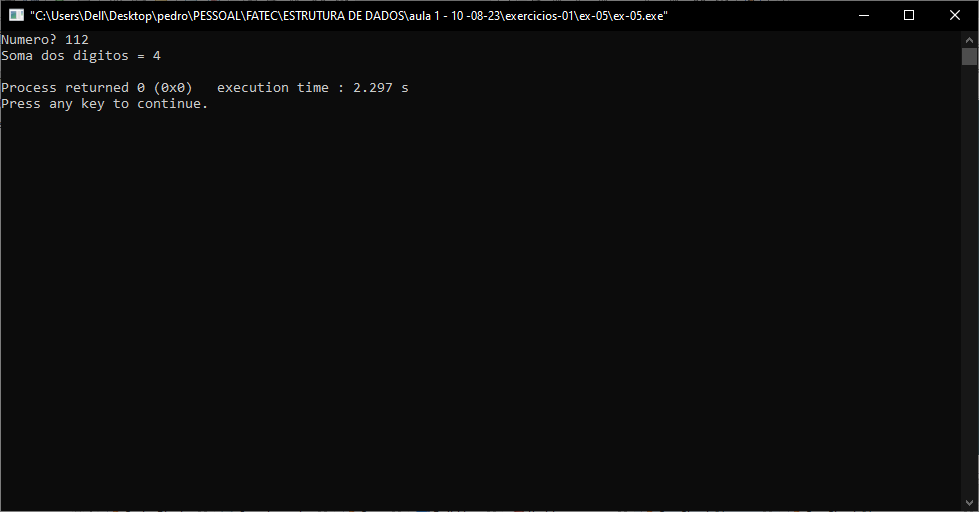 "C:\Users\Dell\Desktop\pedro\PESSOAL\FATEC\ESTRUTURA DE DADOS\aula 1 - 10 -08-23\exercicios-01\ex-05\ex-05.exe"
Numero? 112
Soma dos digitos = 4
Process returned 0 (0x0)   execution time : 2.297 s
Press any key to continue.